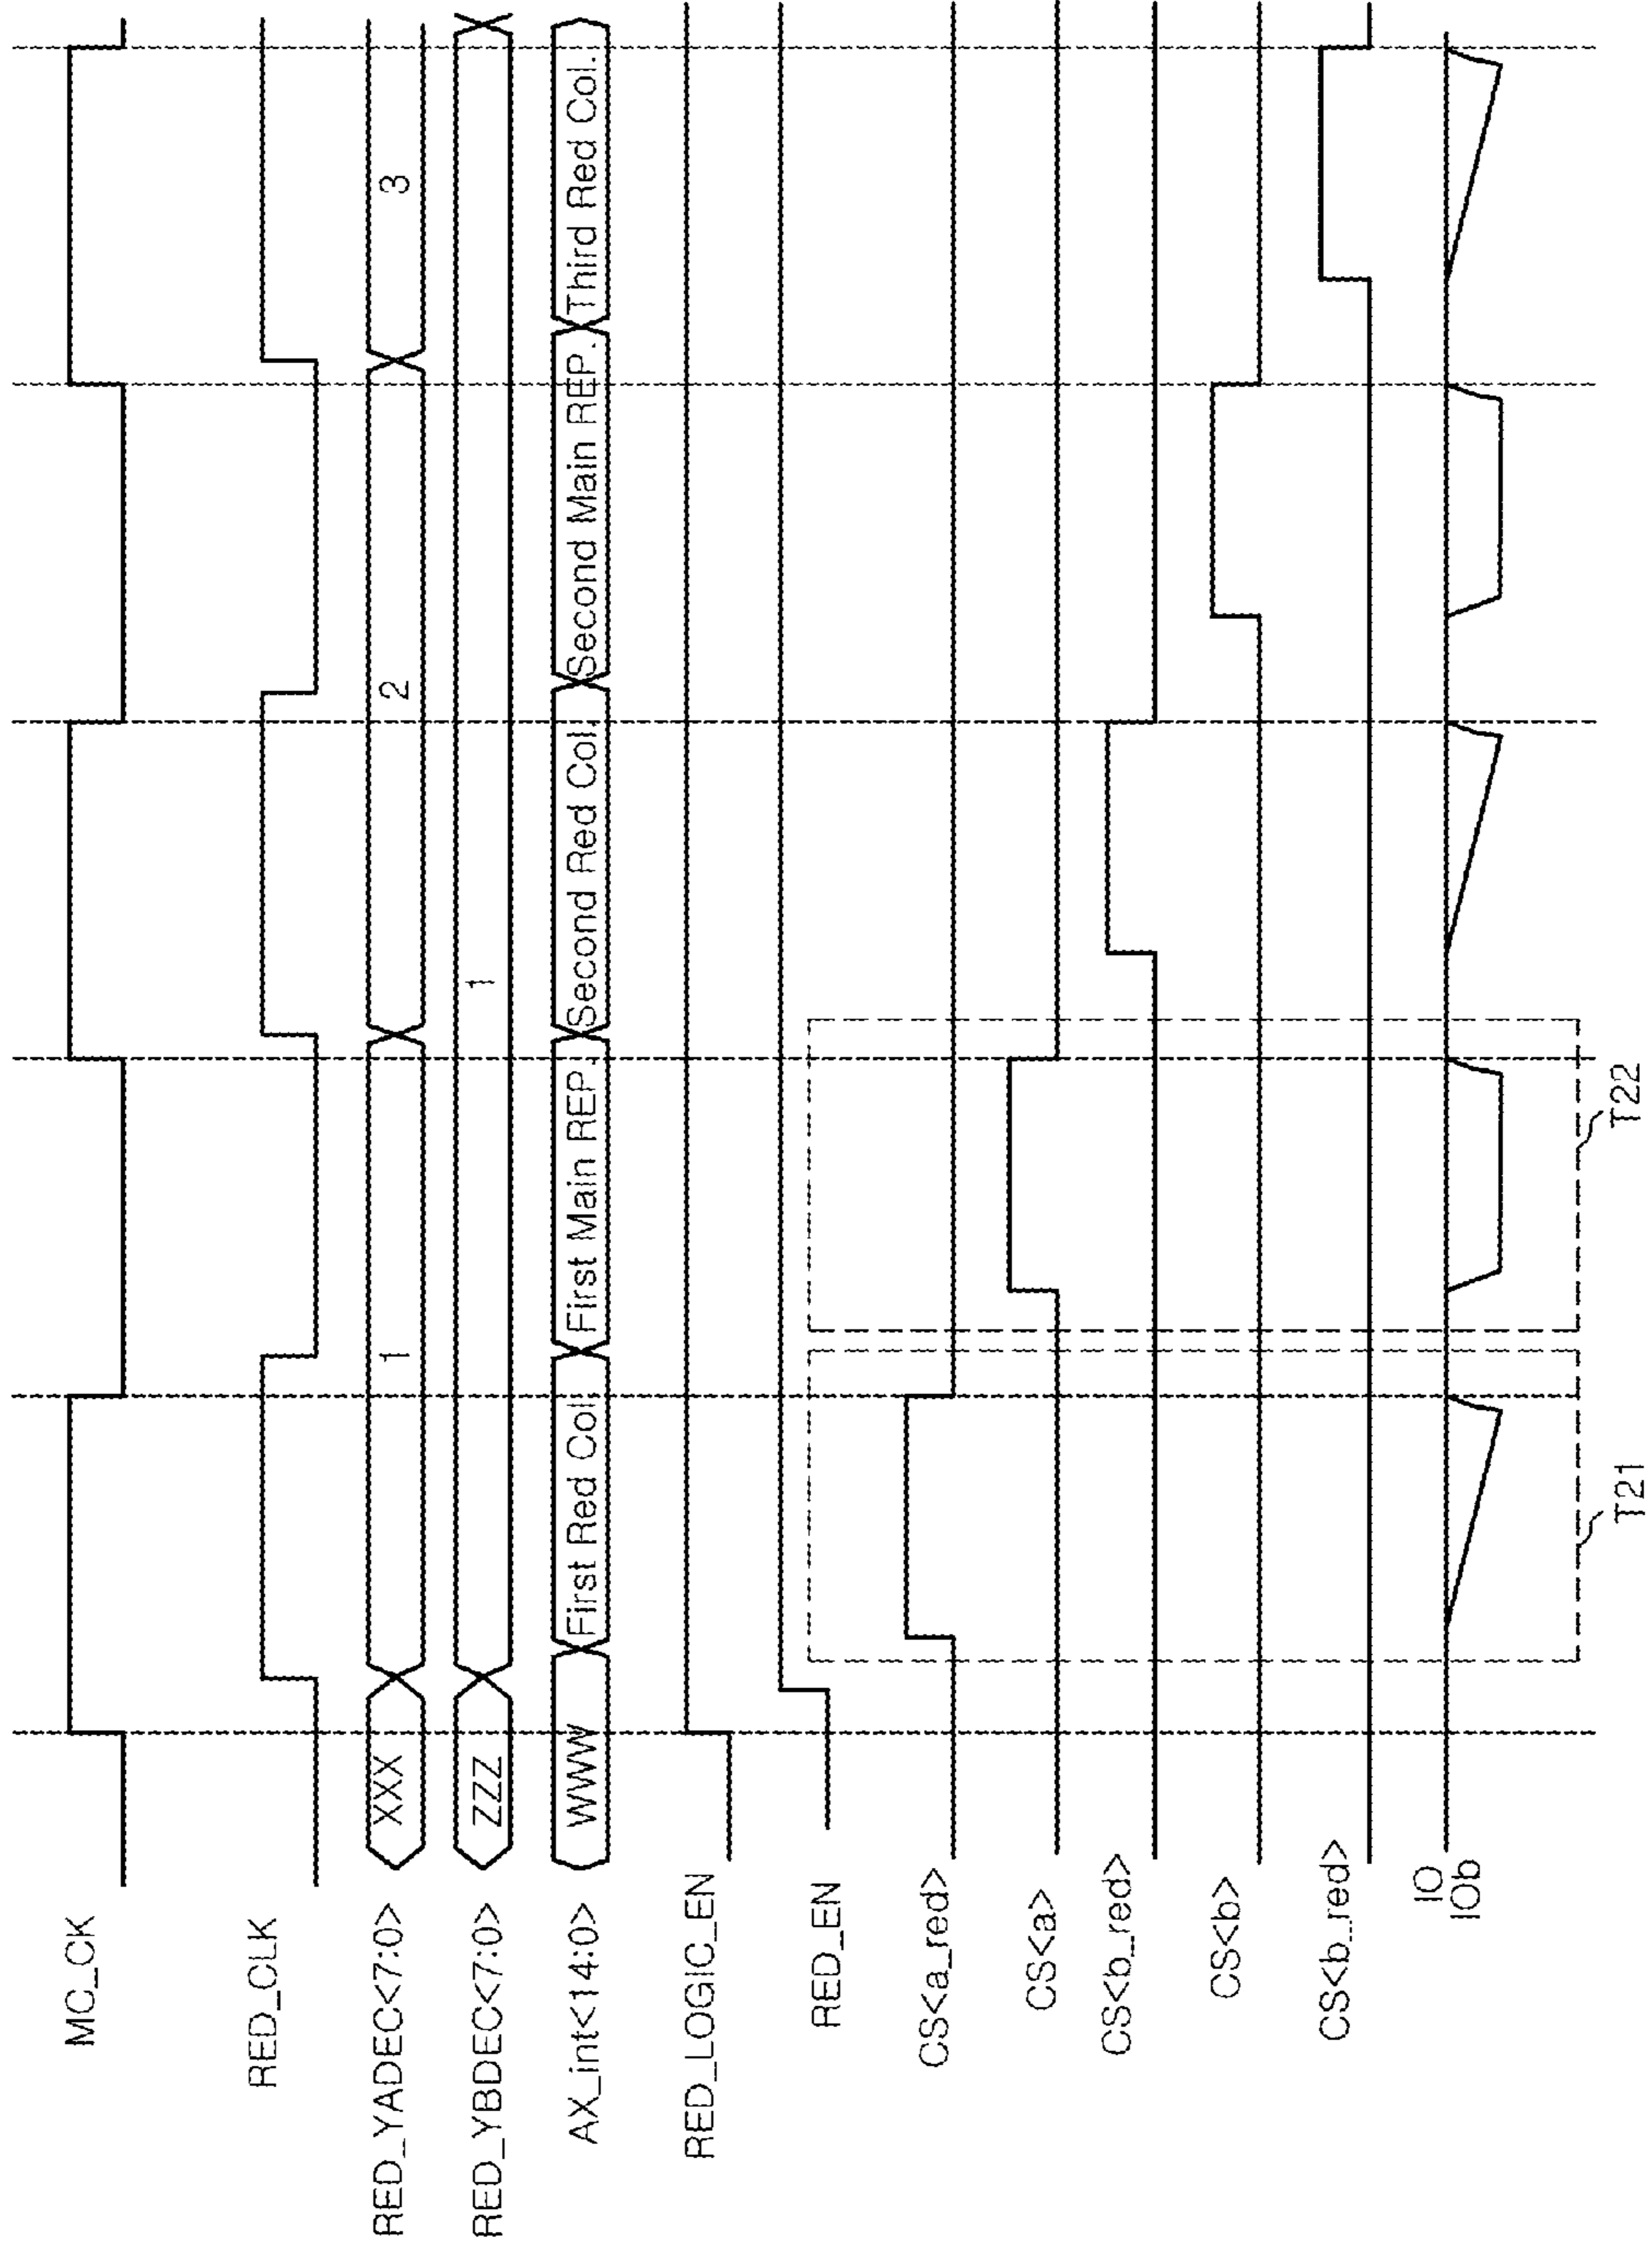 MC_CK
RED_CLK
RED_YADEC<7:0> XXX 1 2 3
RED_YBDEC<7:0> ZZZ 1
AX_int<14:0> WWW First Red Col. First Main REP. Second Red Col. Second Main REP. Third Red Col.
RED_LOGIC_EN
RED_EN
CS<a_red>
CS<a>
CS<b_red>
CS<b>
CS<b_red>
IO
IOb
T21 T22